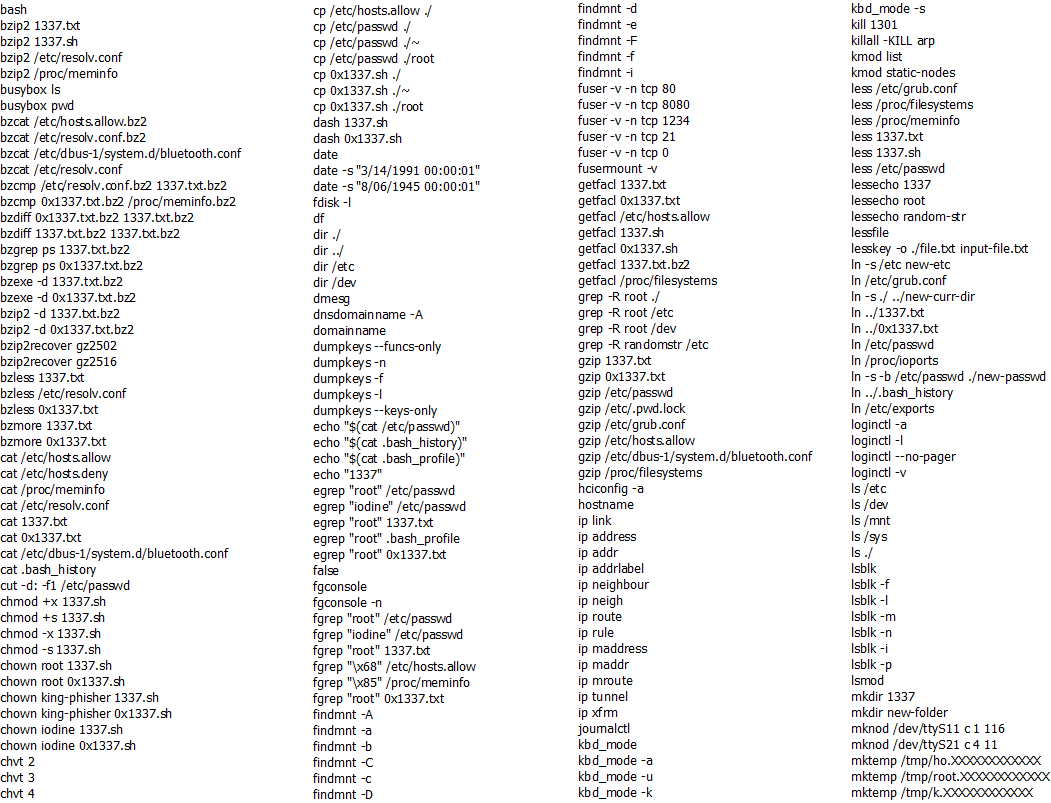 bash
bzip2 1337.txt
bzip2 1337.sh
bzip2 /etc/resolv.conf
bzip2 /proc/meminfo
busybox ls
busybox pwd
bzcat /etc/hosts.allow.bz2
bzcat /etc/resolv.conf.bz2
bzcat /etc/dbus-1/system.d/bluetooth.conf
bzcat /etc/resolv.conf
bzcmp /etc/resolv.conf.bz2 1337.txt.bz2
bzcmp 0x1337.txt.bz2 /proc/meminfo.bz2
bzdiff 0x1337.txt.bz2 1337.txt.bz2
bzdiff 1337.txt.bz2 1337.txt.bz2
bzgrep ps 1337.txt.bz2
bzgrep ps 0x1337.txt.bz2
bzexe -d 1337.txt.bz2
bzexe -d 0x1337.txt.bz2
bzip2 -d 1337.txt.bz2
bzip2 -d 0x1337.txt.bz2
bzip2recover gz2502
bzip2recover gz2516
bzless 1337.txt
bzless /etc/resolv.conf
bzless 0x1337.txt
bzmore 1337.txt
bzmore 0x1337.txt
cat /etc/hosts.allow
cat /etc/hosts.deny
cat /proc/meminfo
cat /etc/resolv.conf
cat 1337.txt
cat 0x1337.txt
cat /etc/dbus-1/system.d/bluetooth.conf
cat .bash_history
cut -d: -f1 /etc/passwd
chmod +x 1337.sh
chmod +s 1337.sh
chmod -x 1337.sh
chmod -s 1337.sh
chown root 1337.sh
chown root 0x1337.sh
chown king-phisher 1337.sh
chown king-phisher 0x1337.sh
chown iodine 1337.sh
chown iodine 0x1337.sh
chvt 2
chvt 3
chvt 4
cp /etc/hosts.allow ./
cp /etc/passwd ./
cp /etc/passwd ./~
cp /etc/passwd ./root
cp 0x1337.sh ./
cp 0x1337.sh ./~
cp 0x1337.sh ./root
dash 1337.sh
dash 0x1337.sh
date
date -s "3/14/1991 00:00:01"
date -s "8/06/1945 00:00:01"
fdisk -l
df
dir ./
dir ../
dir /etc
dir /dev
dmesg
dnsdomainname -A
domainname
dumpkeys --funcs-only
dumpkeys -n
dumpkeys -f
dumpkeys -l
dumpkeys --keys-only
echo "$(cat /etc/passwd)"
echo "$(cat .bash_history)"
echo "$(cat .bash_profile)"
echo "1337"
egrep "root" /etc/passwd
egrep "iodine" /etc/passwd
egrep "root" 1337.txt
egrep "root" .bash_profile
egrep "root" 0x1337.txt
false
fgconsole
fgconsole -n
fgrep "root" /etc/passwd
fgrep "iodine" /etc/passwd
fgrep "root" 1337.txt
fgrep "\x68" /etc/hosts.allow
fgrep "\x85" /proc/meminfo
fgrep "root" 0x1337.txt
findmnt -A
findmnt -a
findmnt -b
findmnt -C
findmnt -c
findmnt -D
findmnt -d
findmnt -e
findmnt -F
findmnt -f
findmnt -i
fuser -v -n tcp 80
fuser -v -n tcp 8080
fuser -v -n tcp 1234
fuser -v -n tcp 21
fuser -v -n tcp 0
fusermount -v
getfacl 1337.txt
getfacl 0x1337.txt
getfacl /etc/hosts.allow
getfacl 1337.sh
getfacl 0x1337.sh
getfacl 1337.txt.bz2
getfacl /proc/filesystems
grep -R root ./
grep -R root /etc
grep -R root /dev
grep -R randomstr /etc
gzip 1337.txt
gzip 0x1337.txt
gzip /etc/passwd
gzip /etc/.pwd.lock
gzip /etc/grub.conf
gzip /etc/hosts.allow
gzip /etc/dbus-1/system.d/bluetooth.conf
gzip /proc/filesystems
hciconfig -a
hostname
ip link
ip address
ip addr
ip addrlabel
ip neighbour
ip neigh
ip route
ip rule
ip maddress
ip maddr
ip mroute
ip tunnel
ip xfrm
journalctl
kbd_mode
kbd_mode -a
kbd_mode -u
kbd_mode -k
kbd_mode -s
kill 1301
killall -KILL arp
kmod list
kmod static-nodes
less /etc/grub.conf
less /proc/filesystems
less /proc/meminfo
less 1337.txt
less 1337.sh
less /etc/passwd
lessecho 1337
lessecho root
lessecho random-str
lessfile
lesskey -o ./file.txt input-file.txt
ln -s /etc new-etc
ln /etc/grub.conf
ln -s ./ ../new-curr-dir
ln ../1337.txt
ln ../0x1337.txt
ln /etc/passwd
ln /proc/ioports
ln -s -b /etc/passwd ./new-passwd
ln ../.bash_history
ln /etc/exports
loginctl -a
loginctl -l
loginctl --no-pager
loginctl -v
ls /etc
ls /dev
ls /mnt
ls /sys
ls ./
lsblk
lsblk -f
lsblk -l
lsblk -m
lsblk -n
lsblk -i
lsblk -p
lsmod
mkdir 1337
mkdir new-folder
mknod /dev/ttyS11 c 1 116
mknod /dev/ttyS21 c 4 11
mktemp /tmp/ho.XXXXXXXXXXXX
mktemp /tmp/root.XXXXXXXXXXXX
mktemp /tmp/k.XXXXXXXXXXXX